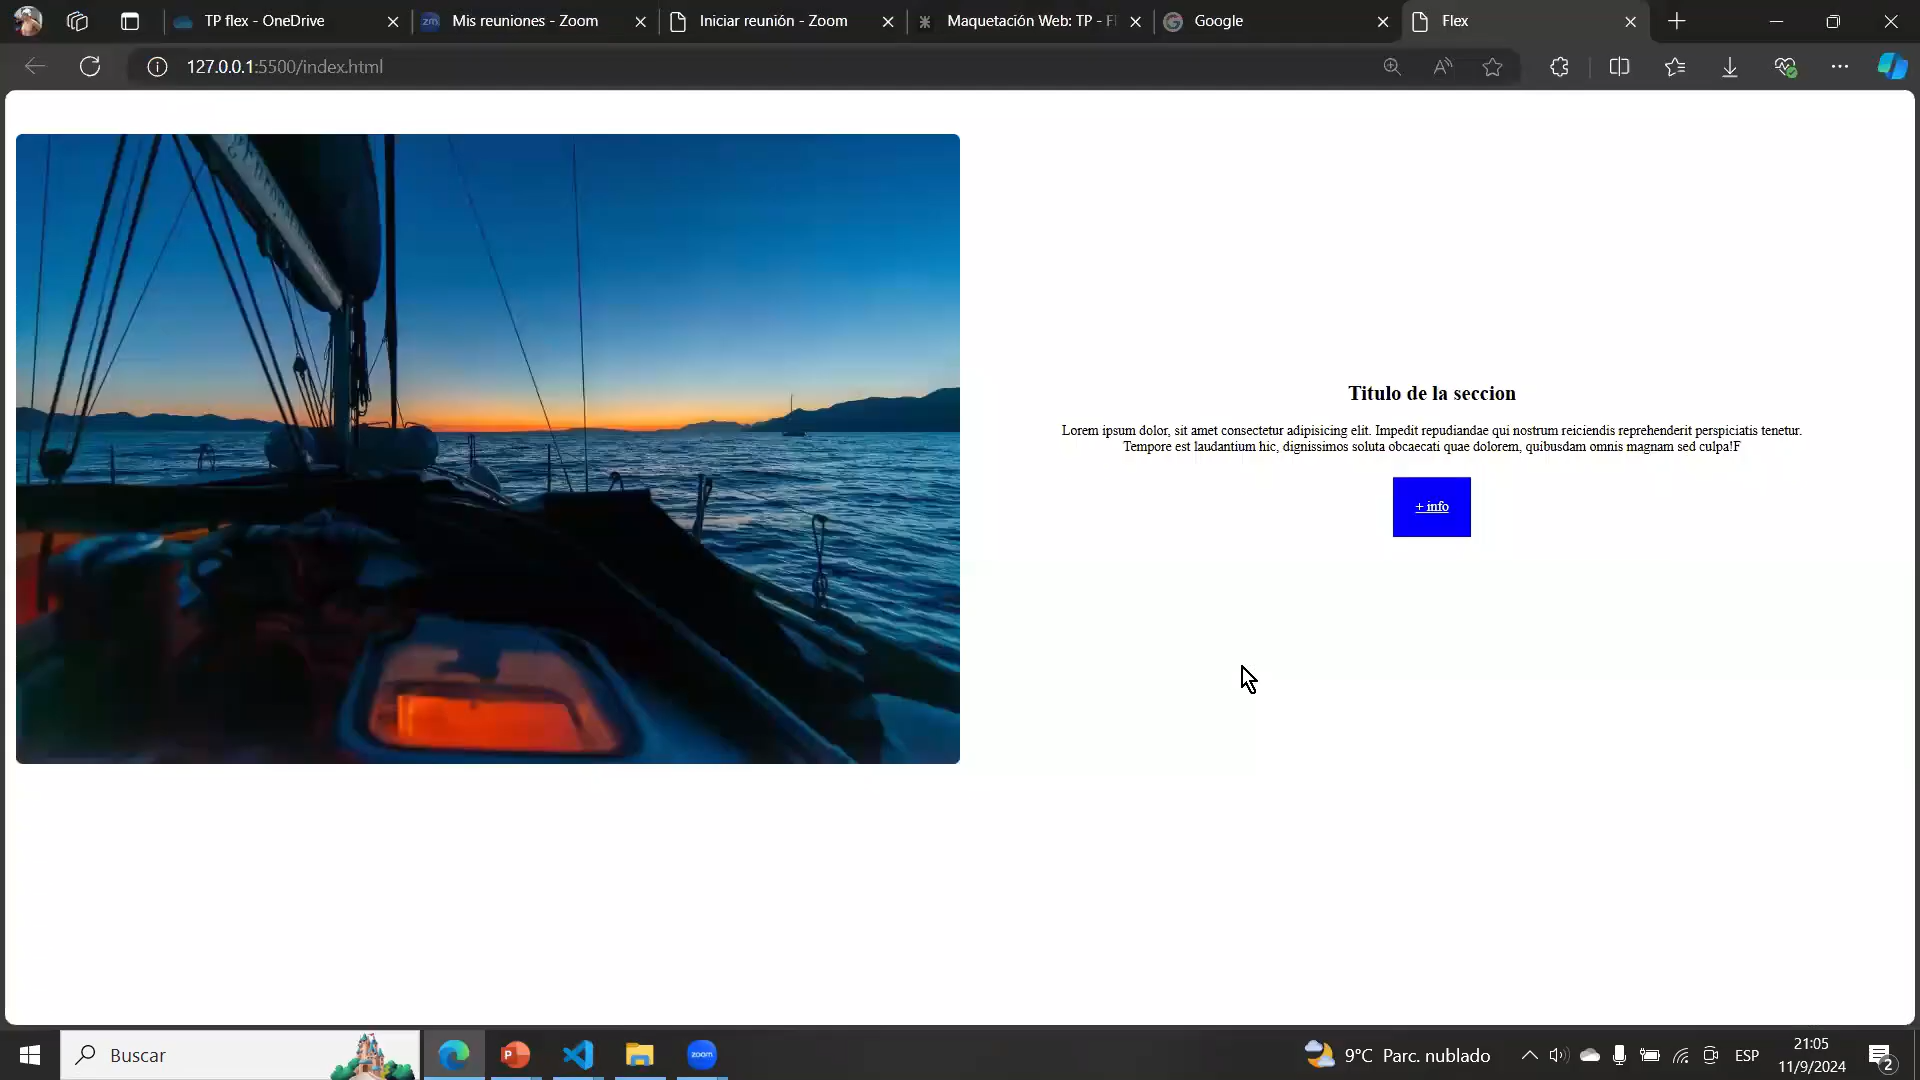 TP flex - OneDrive
Mis reuniones - Zoom
Iniciar reunión - Zoom
Maquetación Web: TP - Fl
Google
Flex
127.0.0.1:5500/index.html
Titulo de la seccion
Lorem ipsum dolor, sit amet consectetur adipisicing elit. Impedit repudiandae qui nostrum reiciendis reprehenderit perspiciatis tenetur.
Tempore est laudantium hic, dignissimos soluta obcaecati quae dolorem, quibusdam omnis magnam sed culpa!F
+ info
Buscar
zoom
9°C Parc. nublado
ESP
21:05
11/9/2024
2